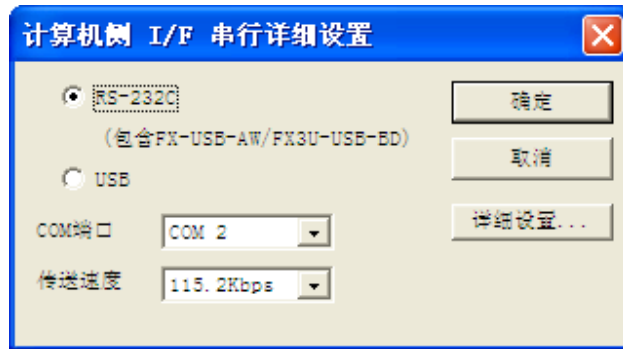 计算机侧 I/F 串行详细设置
RS-232C
(包含FX-USB-AW/FX3U-USB-BD)
USB
确定
取消
详细设置...
COM端口
COM 2
传送速度
115.2Kbps